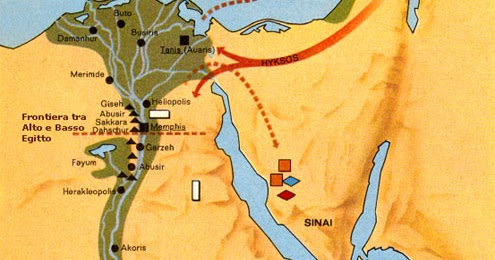 Buto
Damanhur
Busiris
Tanis (Auaris)
HYKSOS
Merimde
Giseh
Heliopolis
Abusir
Sakkara
Dahschur
Memphis
Frontiera tra
Alto e Basso
Egitto
Gerzeh
Fayum
Abusir
Herakleopolis
SINAI
Akoris